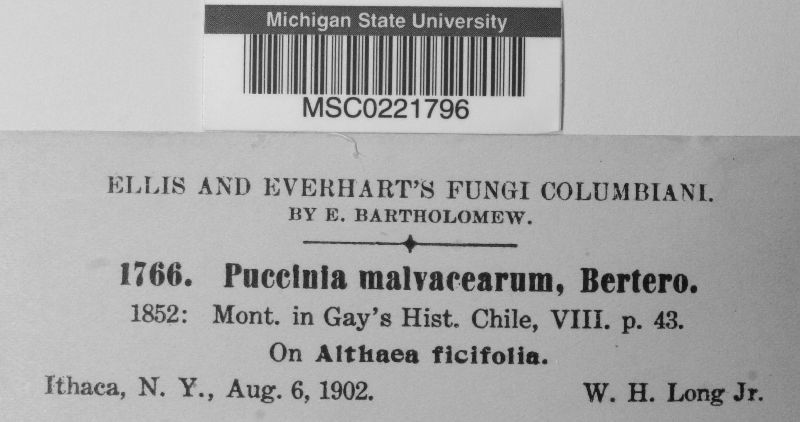 Michigan State University
MSC0221796
ELLIS AND EVERHART'S FUNGI COLUMBIANI.
BY E. BARTHOLOMEW.
1766. Puccinia malvacearum, Bertero.
1852: Mont. in Gay's Hist. Chile, VIII. p. 43.
On Althaea ficifolia.
Ithaca, N. Y., Aug. 6, 1902. W. H. Long Jr.